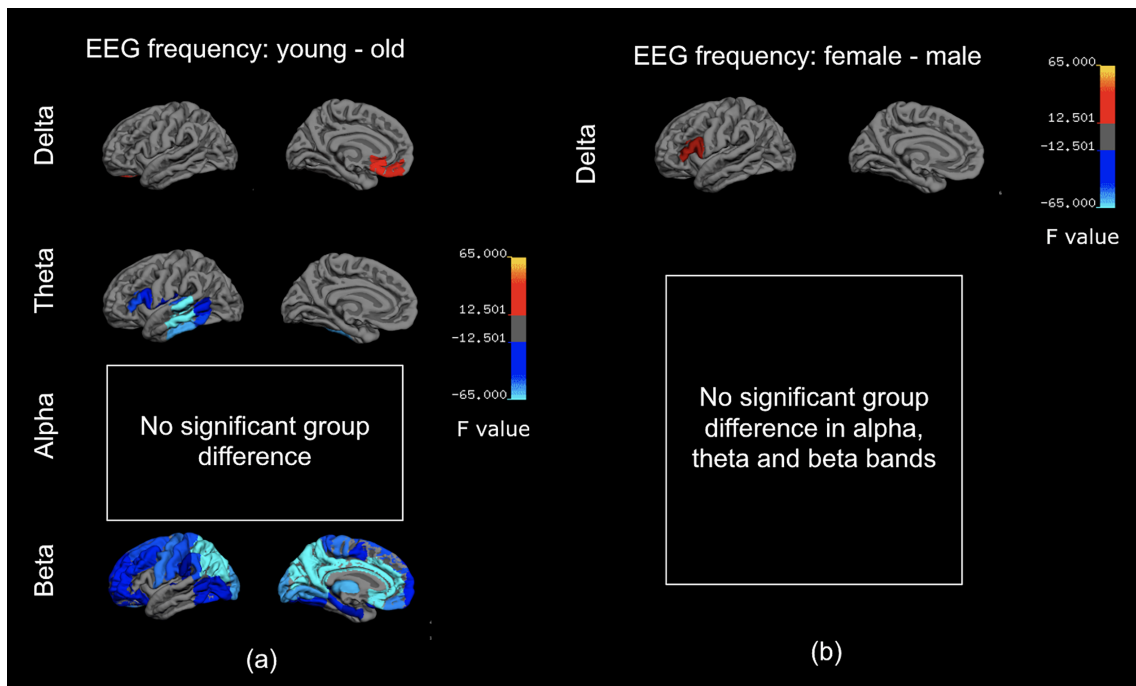 EEG frequency: young - old
Delta
Theta
65.000
12.501
-12.501
-65.000
F value
Alpha
No significant group
difference
Beta
(a)
EEG frequency: female - male
Delta
65.000
12.501
-12.501
-65.000
F value
No significant group
difference in alpha,
theta and beta bands
(b)